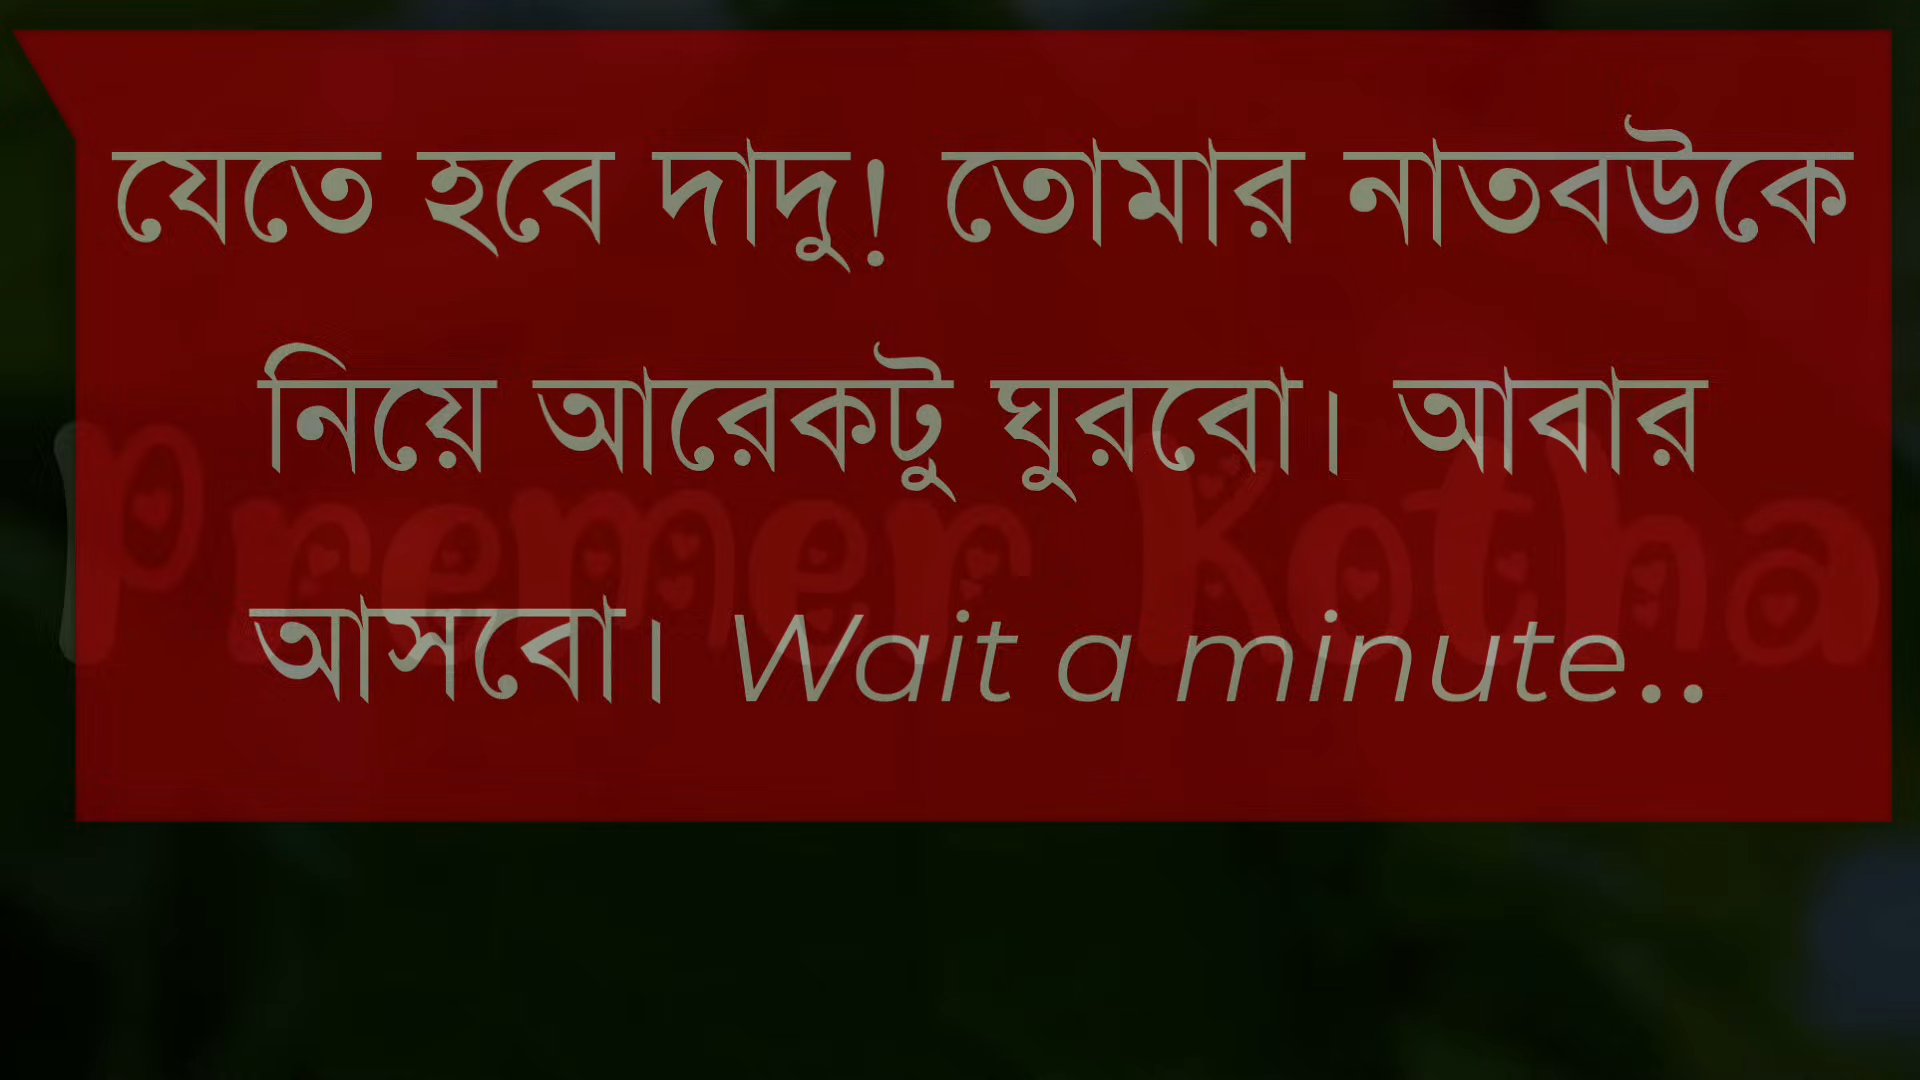 যেতে হবে দাদু! তোমার নাতবউকে
নিয়ে আরেকটু ঘুরবো। আবার
Premer Kotha
আসবো। Wait a minute..